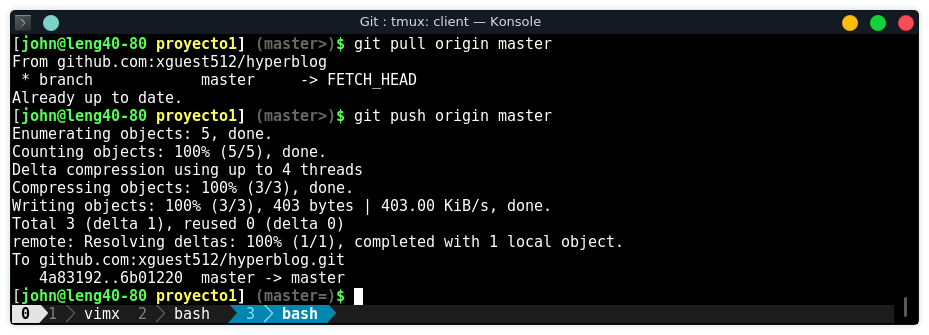 Git : tmux: client — Konsole
[john@leng40-80 proyecto1] (master>)$ git pull origin master
From github.com:xguest512/hyperblog
 * branch            master     -> FETCH_HEAD
Already up to date.
[john@leng40-80 proyecto1] (master>)$ git push origin master
Enumerating objects: 5, done.
Counting objects: 100% (5/5), done.
Delta compression using up to 4 threads
Compressing objects: 100% (3/3), done.
Writing objects: 100% (3/3), 403 bytes | 403.00 KiB/s, done.
Total 3 (delta 1), reused 0 (delta 0)
remote: Resolving deltas: 100% (1/1), completed with 1 local object.
To github.com:xguest512/hyperblog.git
   4a83192..6b01220  master -> master
[john@leng40-80 proyecto1] (master=)$
0 1 vimx 2 bash 3 bash